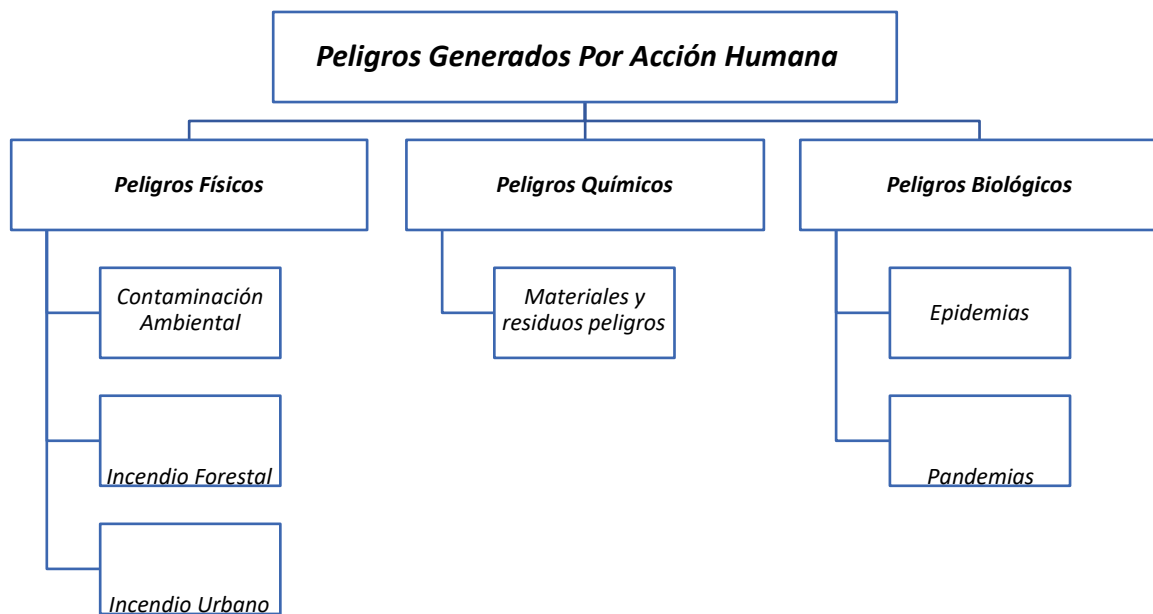 Peligros Generados Por Acción Humana
Peligros Físicos
Contaminación
Ambiental
Incendio Forestal
Incendio Urbano
Peligros Químicos
Materiales y
residuos peligros
Peligros Biológicos
Epidemias
Pandemias